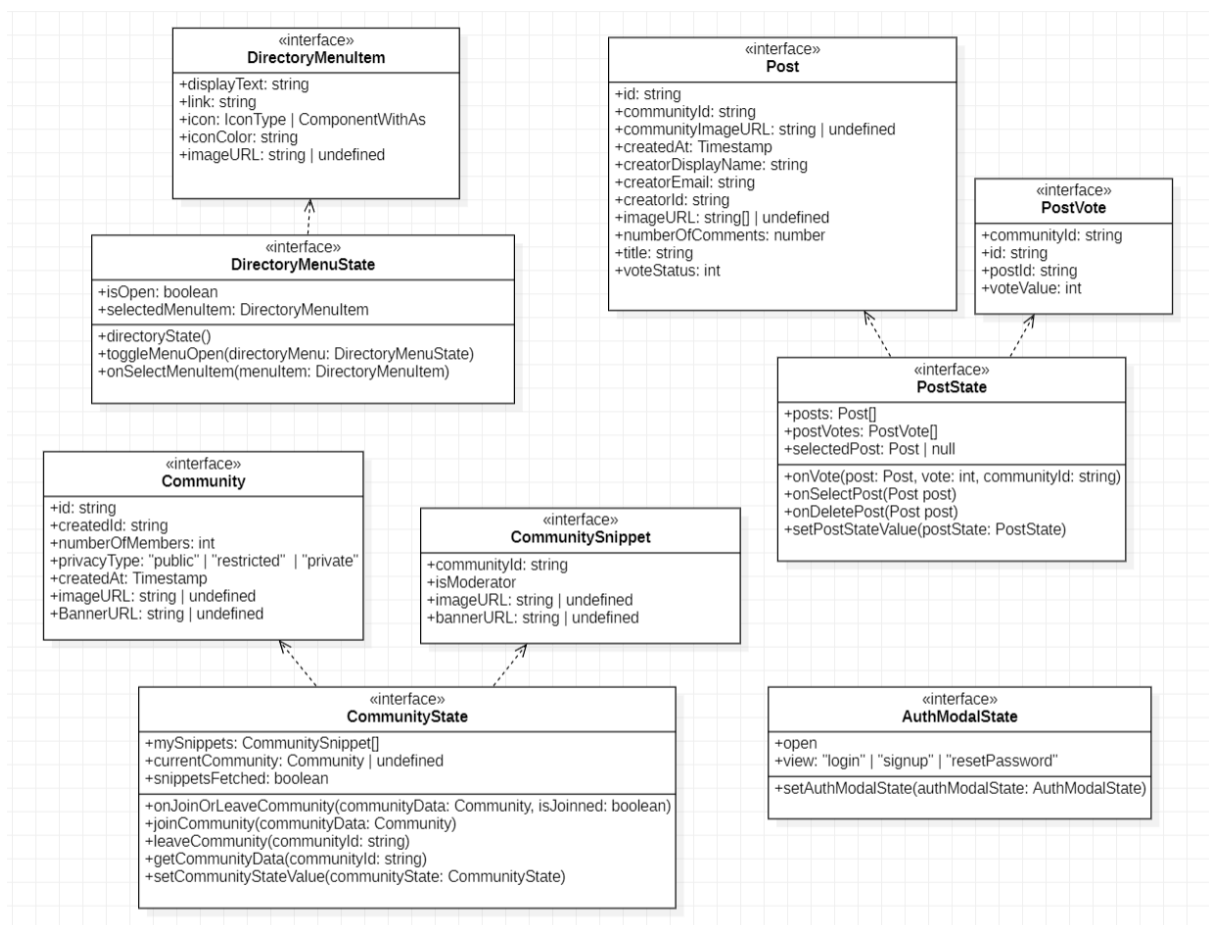 «interface»
DirectoryMenuItem
+displayText: string
+link: string
+icon: IconType | ComponentWithAs
+iconColor: string
+imageURL: string | undefined
«interface»
Post
+id: string
+communityId: string
+communityImageURL: string | undefined
+createdAt: Timestamp
+creatorDisplayName: string
+creatorEmail: string
+creatorId: string
+imageURL: string[] | undefined
+numberOfComments: number
+title: string
+voteStatus: int
«interface»
PostVote
+communityId: string
+id: string
+postId: string
+voteValue: int
«interface»
DirectoryMenuState
+isOpen: boolean
+selectedMenuItem: DirectoryMenuItem
+directoryState()
+toggleMenuOpen(directoryMenu: DirectoryMenuState)
+onSelectMenuItem(menuItem: DirectoryMenuItem)
«interface»
PostState
+posts: Post[]
+postVotes: PostVote[]
+selectedPost: Post | null
+onVote(post: Post, vote: int, communityId: string)
+onSelectPost(Post post)
+onDeletePost(Post post)
+setPostStateValue(postState: PostState)
«interface»
Community
+id: string
+createdId: string
+numberOfMembers: int
+privacyType: "public" | "restricted" | "private"
+createdAt: Timestamp
+imageURL: string | undefined
+BannerURL: string | undefined
«interface»
CommunitySnippet
+communityId: string
+isModerator
+imageURL: string | undefined
+bannerURL: string | undefined
«interface»
CommunityState
+mySnippets: CommunitySnippet[]
+currentCommunity: Community | undefined
+snippetsFetched: boolean
+onJoinOrLeaveCommunity(communityData: Community, isJoinned: boolean)
+joinCommunity(communityData: Community)
+leaveCommunity(communityId: string)
+getCommunityData(communityId: string)
+setCommunityStateValue(communityState: CommunityState)
«interface»
AuthModalState
+open
+view: "login" | "signup" | "resetPassword"
+setAuthModalState(authModalState: AuthModalState)